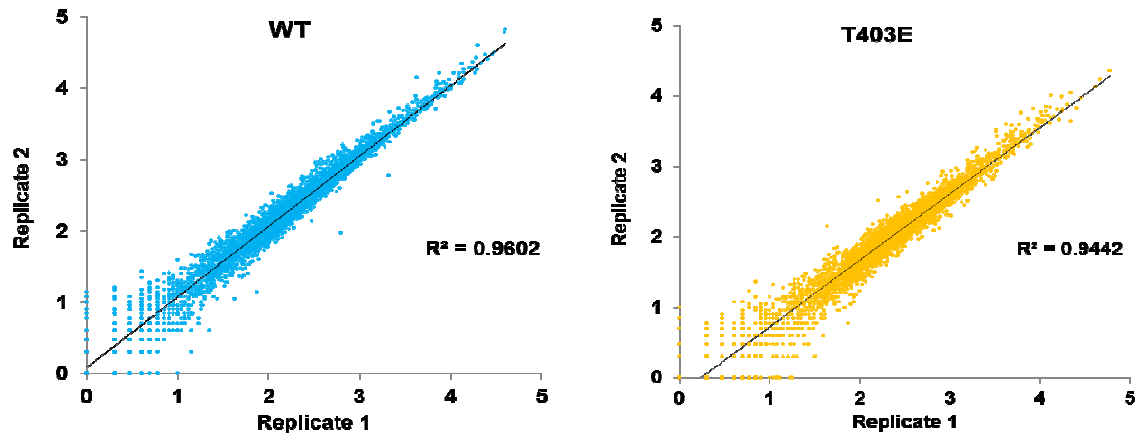 WT
5
4
3
2
1
0
Replicate 2
R² = 0.9602
0 1 2 3 4 5
Replicate 1
T403E
5
4
3
2
1
0
Replicate 2
R² = 0.9442
0 1 2 3 4 5
Replicate 1